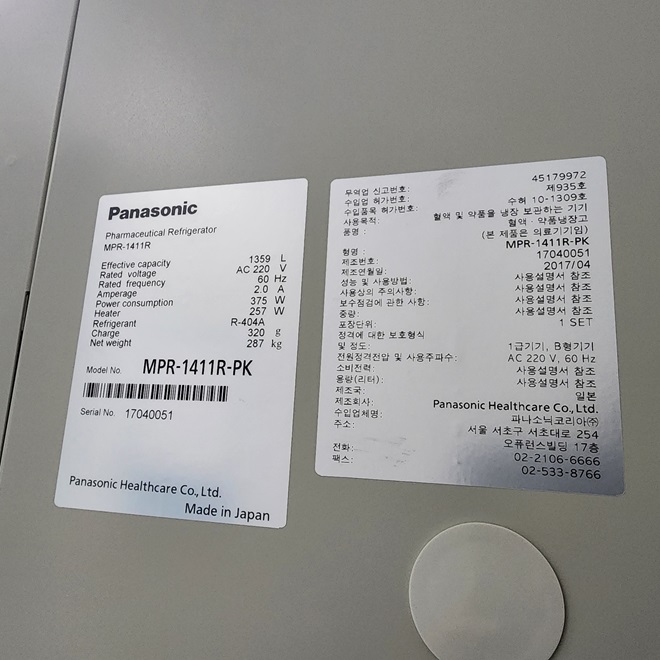 Panasonic
Pharmaceutical Refrigerator
MPR-1411R
Effective capacity 1359 L
Rated voltage AC 220 V
Rated frequency 60 Hz
Amperage 2.0 A
Power consumption 375 W
Heater 257 W
Refrigerant R-404A
Charge 320 g
Net weight 287 kg
Model No. MPR-1411R-PK
Serial No. 17040051
Panasonic Healthcare Co., Ltd.
Made in Japan
45179972
무역업 신고번호: 제935호
수입업 허가번호: 수허 10-1309호
수입품목 허가번호:
사용목적: 혈액 및 약품을 냉장 보관하는 기기
품명 : 혈액ㆍ약품냉장고
(본 제품은 의료기기임)
형명 : MPR-1411R-PK
제조번호: 17040051
제조연월일: 2017/04
성능 및 사용방법: 사용설명서 참조
사용상의 주의사항: 사용설명서 참조
보수점검에 관한 사항: 사용설명서 참조
중량: 사용설명서 참조
포장단위: 1 SET
장격에 대한 보호형식
및 정도: 1급기기, B형기기
전원정격전압 및 사용주파수: AC 220 V, 60 Hz
소비전력: 사용설명서 참조
용량(리터): 사용설명서 참조
제조국: 일본
제조회사: Panasonic Healthcare Co., Ltd.
수입업체명: 파나소닉코리아㈜
주소: 서울 서초구 서초대로 254
오퓨런스빌딩 17층
전화: 02-2106-6666
팩스: 02-533-8766